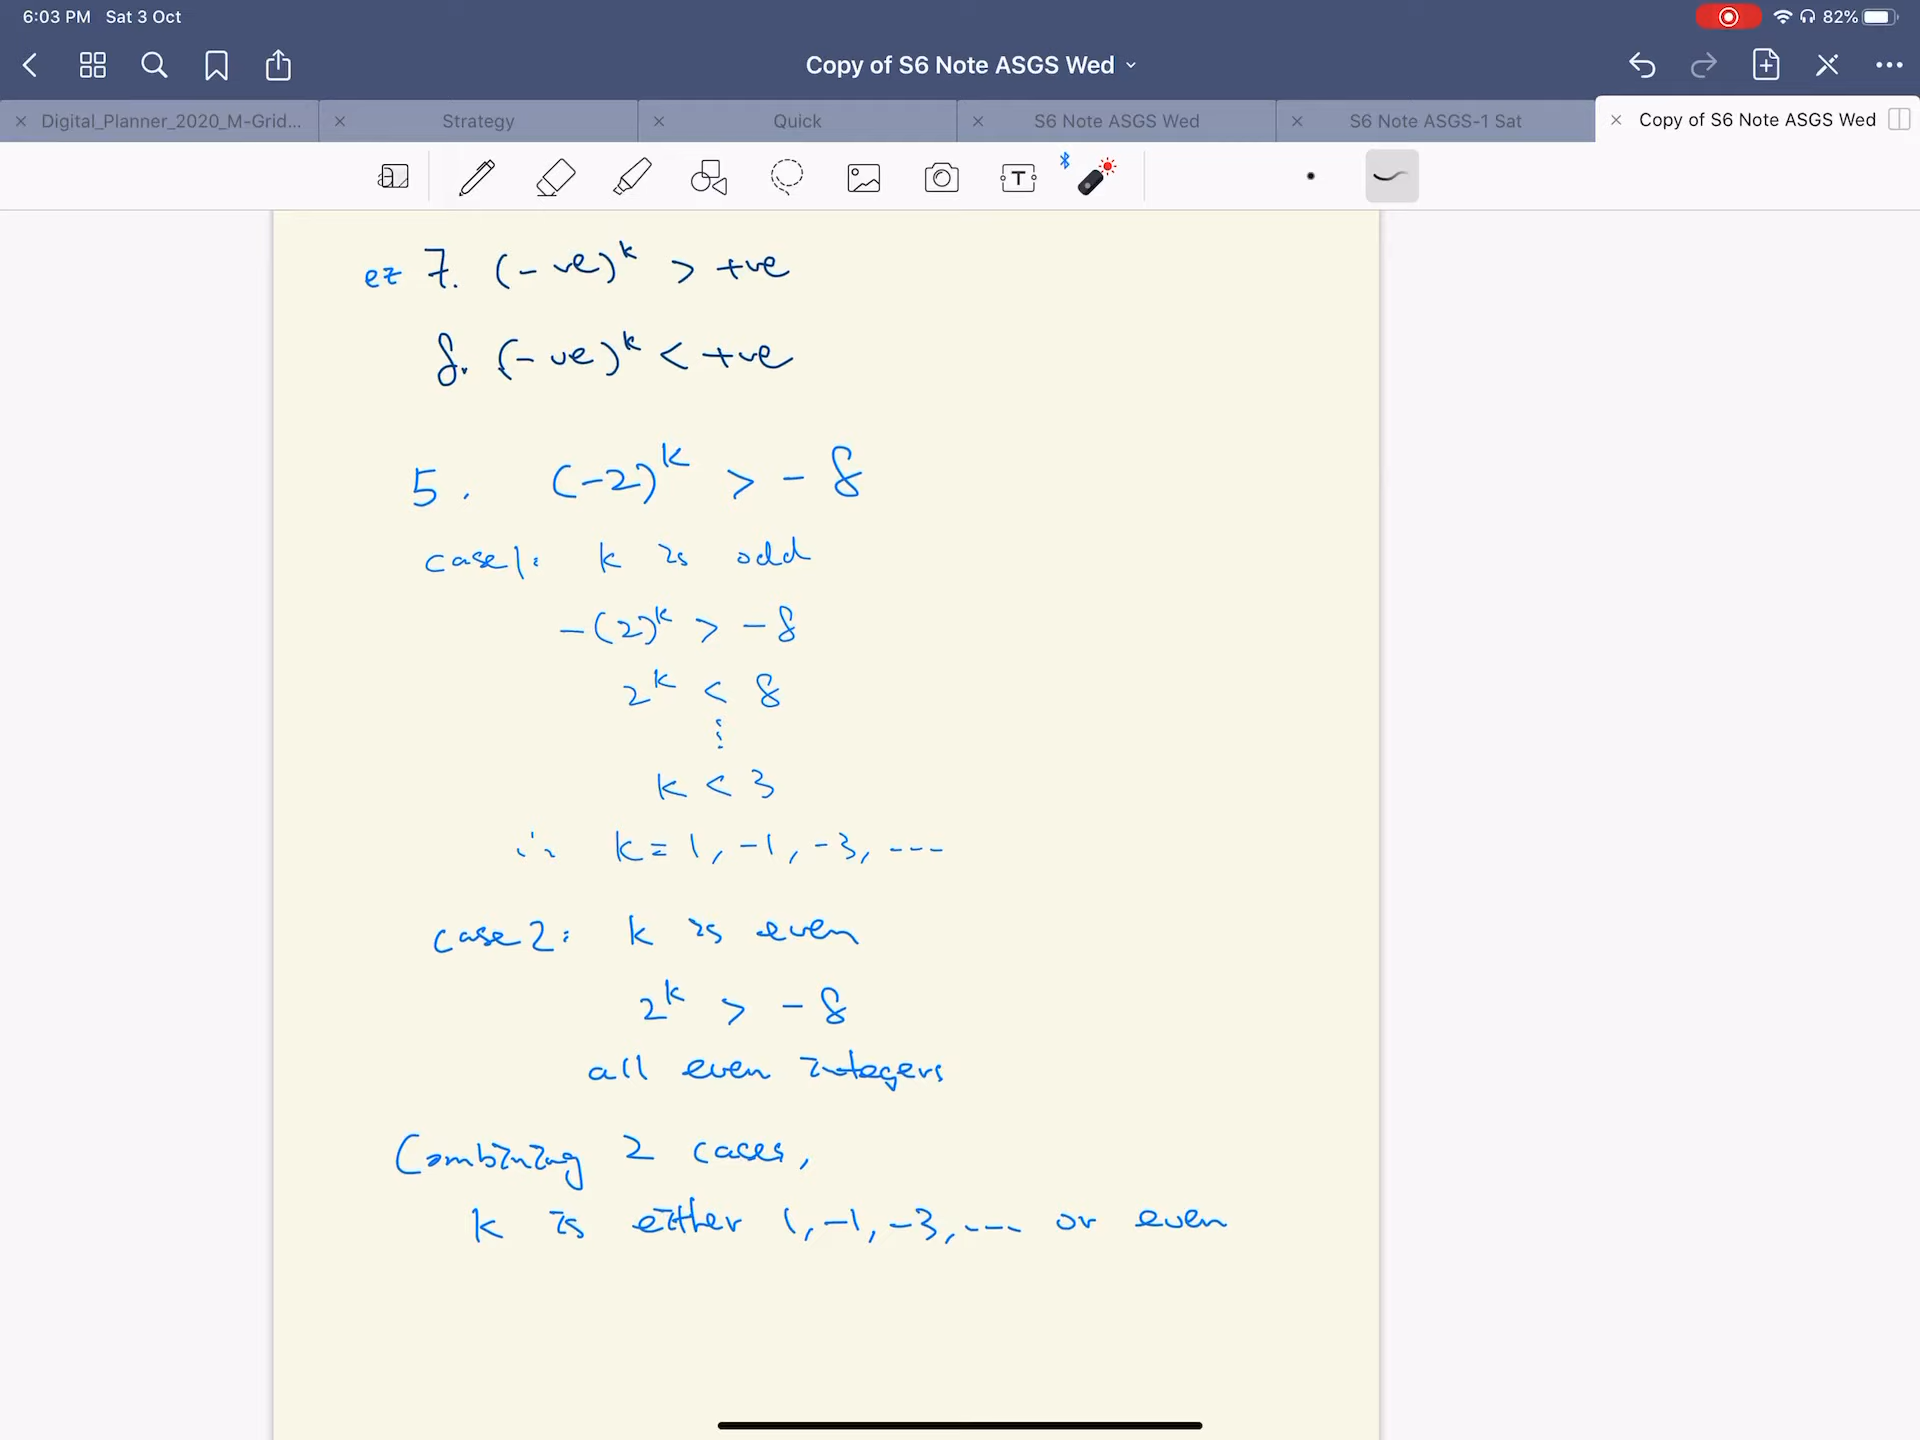 6:03 PM Sat 3 Oct 82%
Copy of S6 Note ASGS Wed
Digital_Planner_2020_M-Grid... Strategy Quick S6 Note ASGS Wed S6 Note ASGS-1 Sat Copy of S6 Note ASGS Wed
ez 7. (-ve)^k > +ve
8. (-ve)^k < +ve
5. (-2)^k > -8
case 1: k is odd
-(2)^k > -8
2^k < 8
⋮
k < 3
∴ k = 1, -1, -3, ---
case 2: k is even
2^k > -8
all even integers
Combining 2 cases,
k is either 1, -1, -3, --- or even